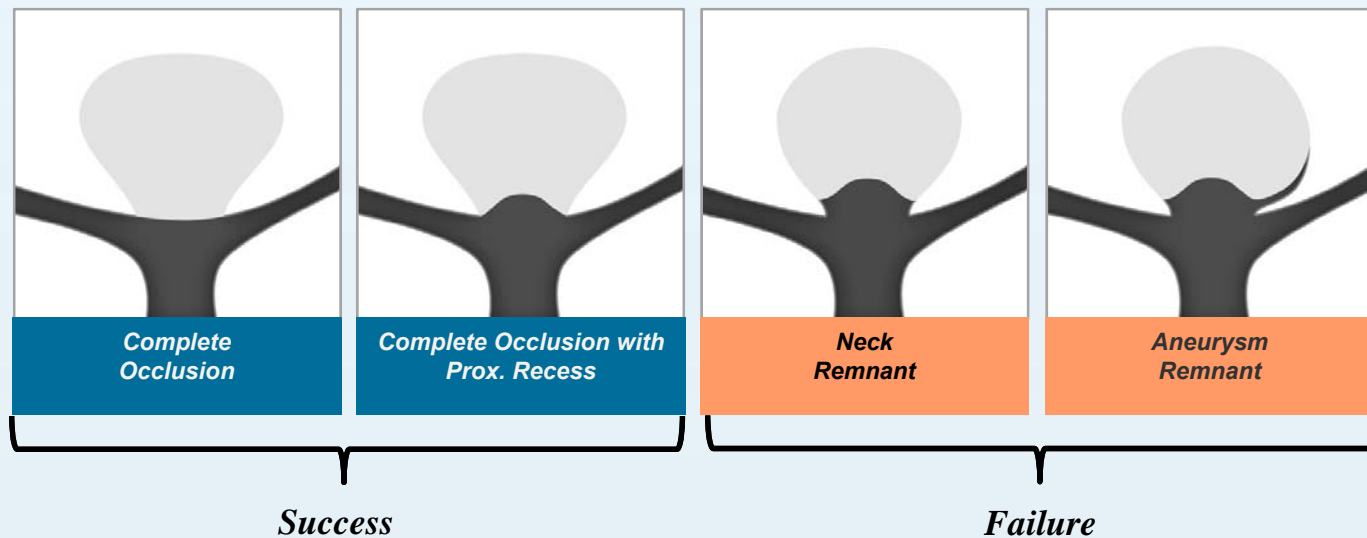 Complete
Occlusion
Complete Occlusion with
Prox. Recess
Neck
Remnant
Aneurysm
Remnant
Success
Failure